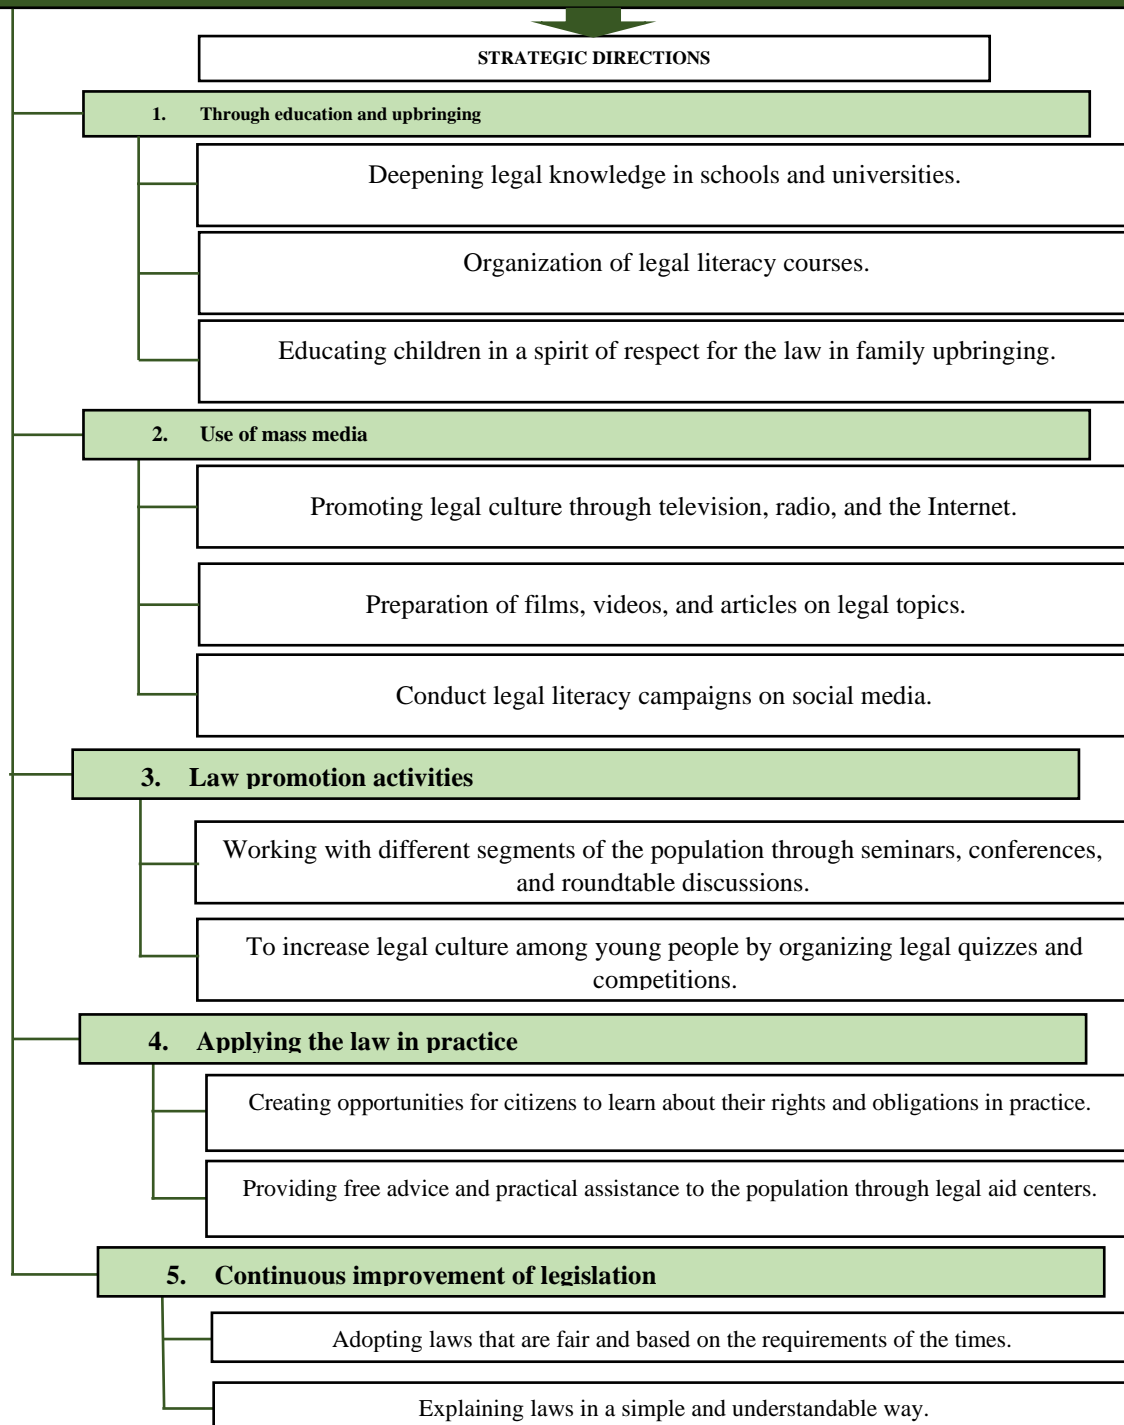 STRATEGIC DIRECTIONS
1. Through education and upbringing
Deepening legal knowledge in schools and universities.
Organization of legal literacy courses.
Educating children in a spirit of respect for the law in family upbringing.
2. Use of mass media
Promoting legal culture through television, radio, and the Internet.
Preparation of films, videos, and articles on legal topics.
Conduct legal literacy campaigns on social media.
3. Law promotion activities
Working with different segments of the population through seminars, conferences,
and roundtable discussions.
To increase legal culture among young people by organizing legal quizzes and
competitions.
4. Applying the law in practice
Creating opportunities for citizens to learn about their rights and obligations in practice.
Providing free advice and practical assistance to the population through legal aid centers.
5. Continuous improvement of legislation
Adopting laws that are fair and based on the requirements of the times.
Explaining laws in a simple and understandable way.